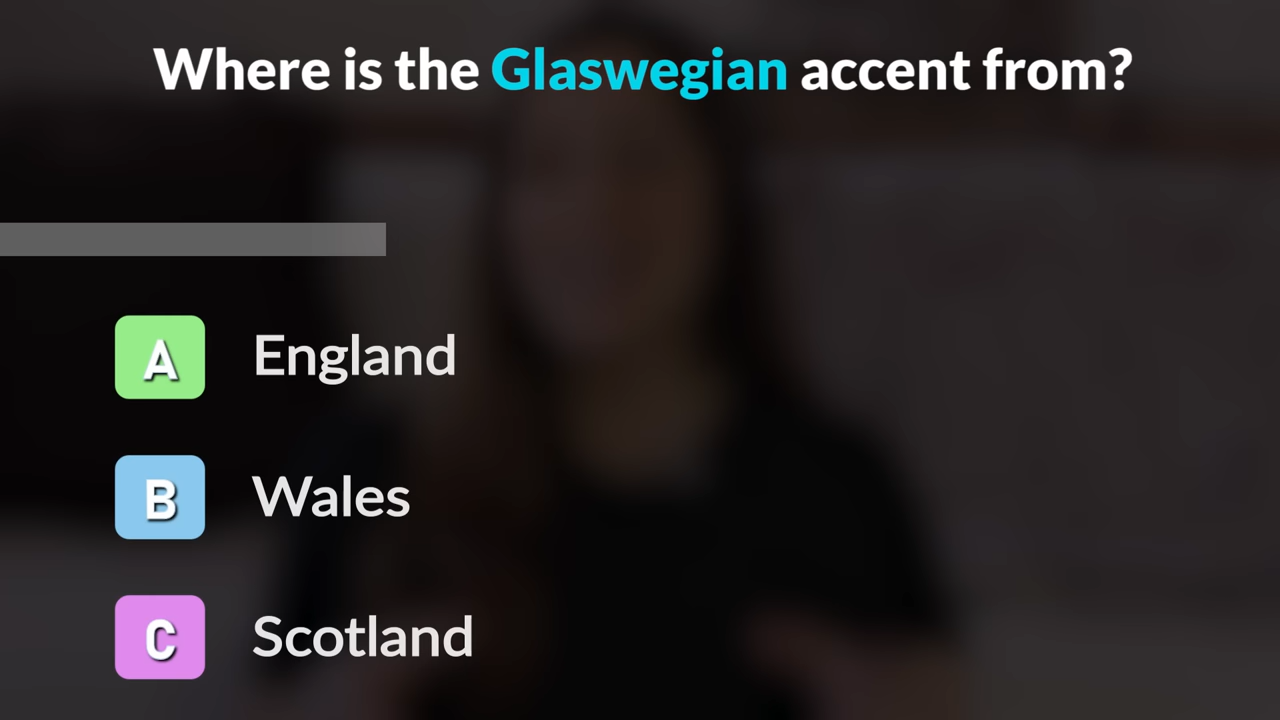 Where is the Glaswegian accent from?
A England
B Wales
C Scotland